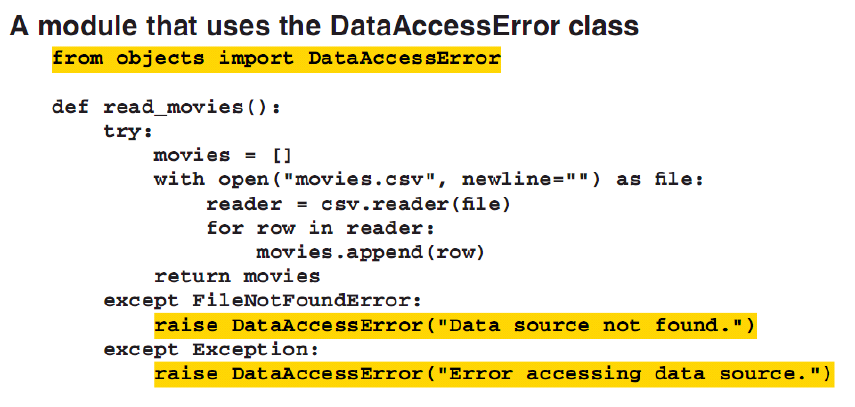 A module that uses the DataAccessError class
from objects import DataAccessError
def read_movies():
try:
movies = []
with open("movies.csv", newline="") as file:
reader = csv.reader(file)
for row in reader:
movies.append(row)
return movies
except FileNotFoundError:
raise DataAccessError("Data source not found.")
except Exception:
raise DataAccessError("Error accessing data source.")